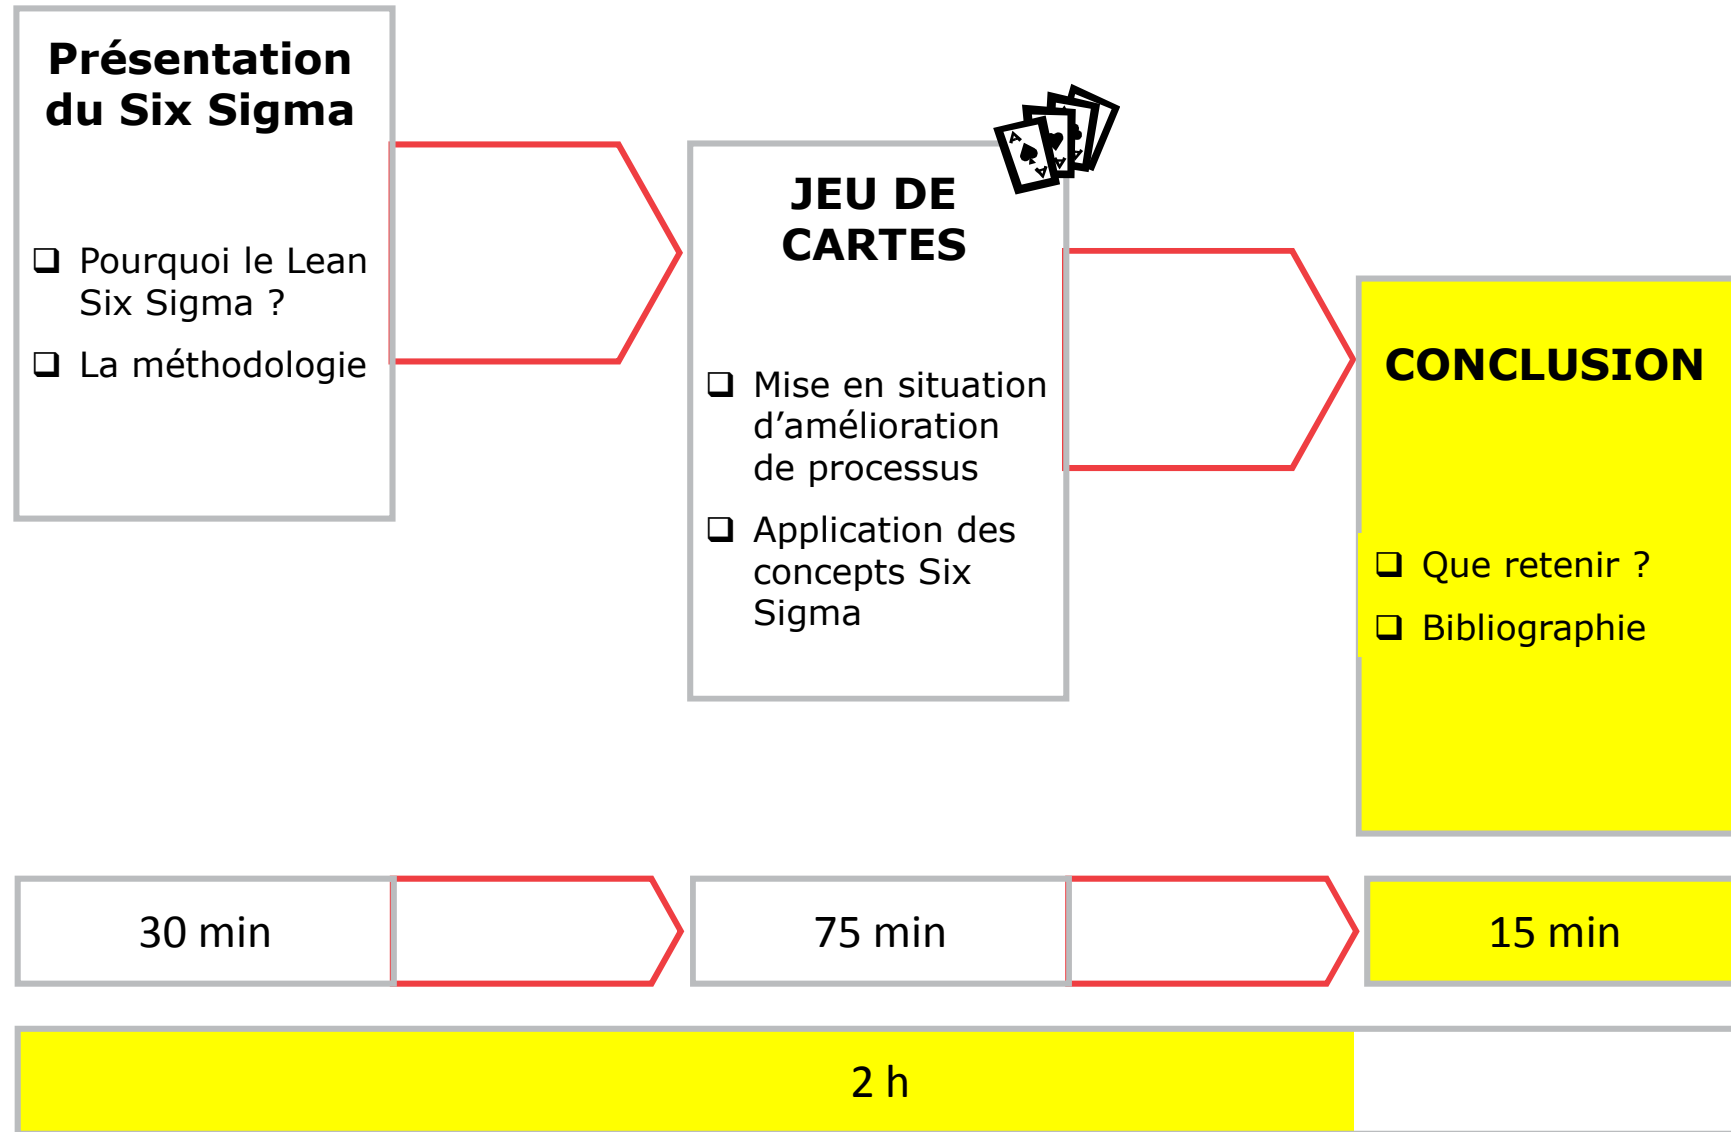 Présentation
du Six Sigma
❑ Pourquoi le Lean
Six Sigma ?
❑ La méthodologie
JEU DE
CARTES
❑ Mise en situation
d’amélioration
de processus
❑ Application des
concepts Six
Sigma
CONCLUSION
❑ Que retenir ?
❑ Bibliographie
30 min
75 min
15 min
2 h